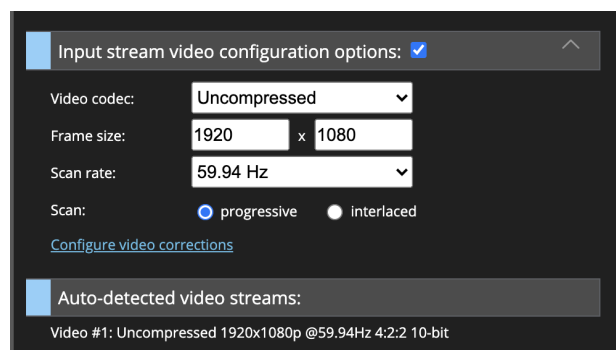 Input stream video configuration options:
Video codec: Uncompressed
Frame size: 1920 x 1080
Scan rate: 59.94 Hz
Scan: progressive interlaced
Configure video corrections
Auto-detected video streams:
Video #1: Uncompressed 1920x1080p @59.94Hz 4:2:2 10-bit